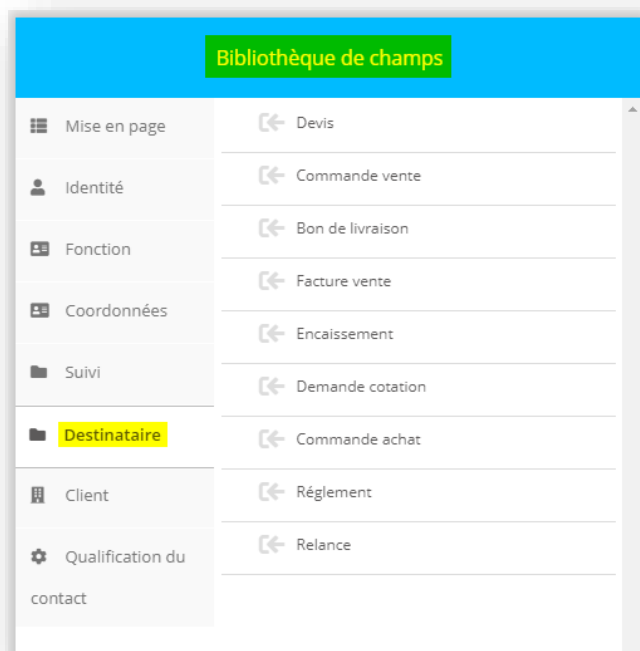 Bibliothèque de champs
Mise en page
Identité
Fonction
Coordonnées
Suivi
Destinataire
Client
Qualification du
contact
Devis
Commande vente
Bon de livraison
Facture vente
Encaissement
Demande cotation
Commande achat
Réglement
Relance